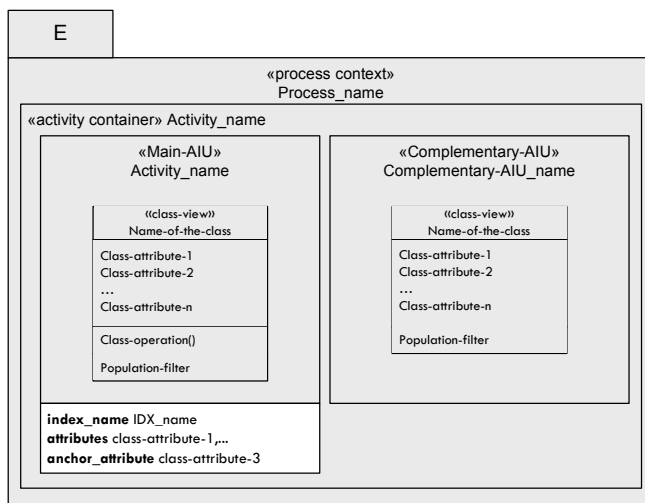 E
«process context»
Process_name
«activity container» Activity_name
«Main-AIU»
Activity_name
«class-view»
Name-of-the-class
Class-attribute-1
Class-attribute-2
...
Class-attribute-n
Class-operation()
Population-filter
index_name IDX_name
attributes class-attribute-1,...
anchor_attribute class-attribute-3
«Complementary-AIU»
Complementary-AIU_name
«class-view»
Name-of-the-class
Class-attribute-1
Class-attribute-2
...
Class-attribute-n
Population-filter